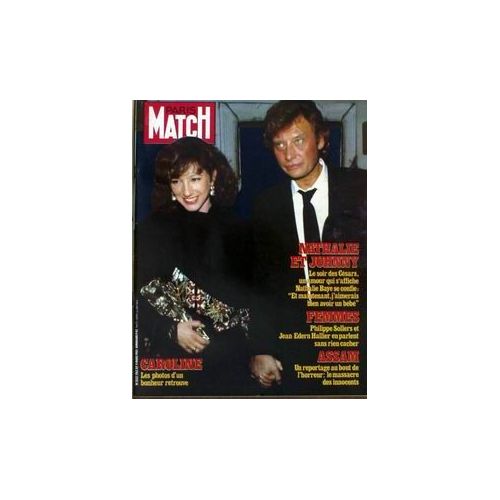 PARIS
MATCH
NATHALIE
ET JOHNNY
Le soir des Césars,
un amour qui s'affiche
Nathalie Baye se confie:
"Et maintenant, j'aimerais
bien avoir un bébé"
FEMMES
Philippe Sollers et
Jean Edern Hallier en parlent
sans rien cacher
ASSAM
Un reportage au bout de
l'horreur: le massacre
des innocents
CAROLINE
Les photos d'un
bonheur retrouvé